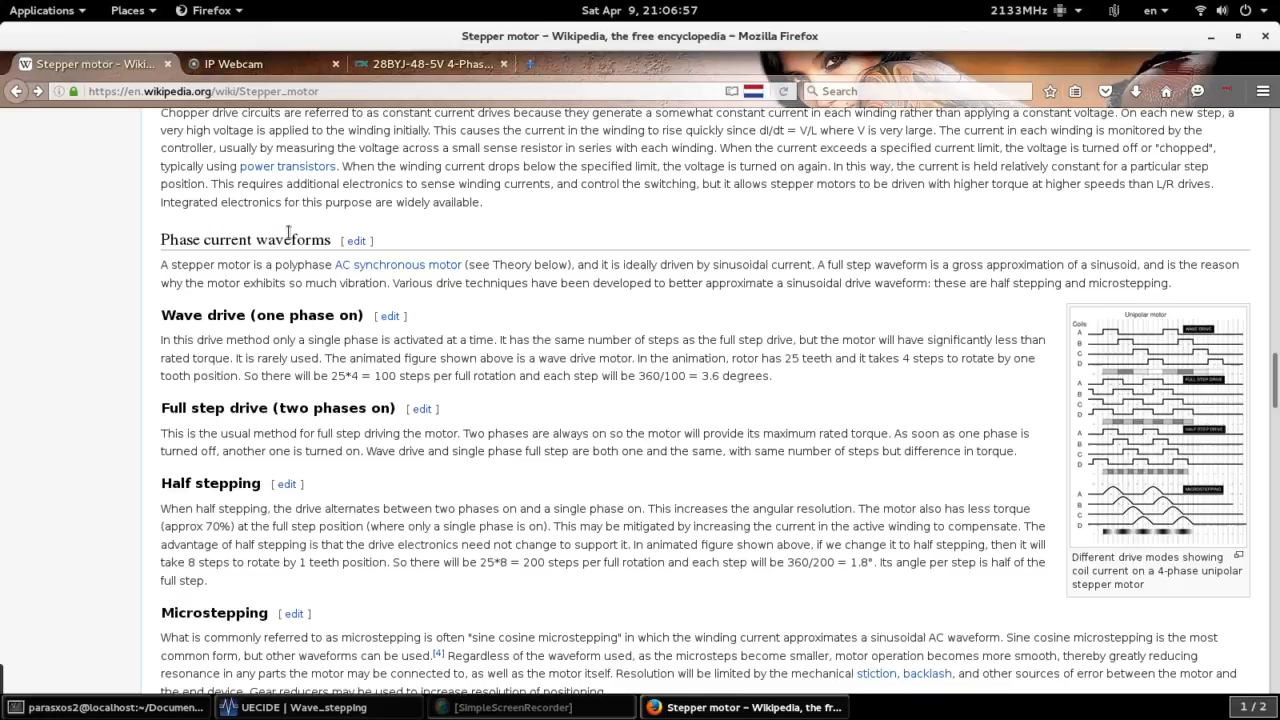 Applications Places Firefox Sat Apr 9, 21:06:57 2133MHz en
Stepper motor – Wikipedia, the free encyclopedia – Mozilla Firefox
W Stepper motor - Wiki... × IP Webcam × 28BYJ-48-5V 4-Phas... ×
https://en.wikipedia.org/wiki/Stepper_motor Search
Chopper drive circuits are referred to as constant current drives because they generate a somewhat constant current in each winding rather than applying a constant voltage. On each new step, a
very high voltage is applied to the winding initially. This causes the current in the winding to rise quickly since dI/dt = V/L where V is very large. The current in each winding is monitored by the
controller, usually by measuring the voltage across a small sense resistor in series with each winding. When the current exceeds a specified current limit, the voltage is turned off or "chopped",
typically using power transistors. When the winding current drops below the specified limit, the voltage is turned on again. In this way, the current is held relatively constant for a particular step
position. This requires additional electronics to sense winding currents, and control the switching, but it allows stepper motors to be driven with higher torque at higher speeds than L/R drives.
Integrated electronics for this purpose are widely available.
Phase current waveforms [ edit ]
A stepper motor is a polyphase AC synchronous motor (see Theory below), and it is ideally driven by sinusoidal current. A full step waveform is a gross approximation of a sinusoid, and is the reason
why the motor exhibits so much vibration. Various drive techniques have been developed to better approximate a sinusoidal drive waveform: these are half stepping and microstepping.
Wave drive (one phase on) [ edit ]
In this drive method only a single phase is activated at a time. It has the same number of steps as the full step drive, but the motor will have significantly less than
rated torque. It is rarely used. The animated figure shown above is a wave drive motor. In the animation, rotor has 25 teeth and it takes 4 steps to rotate by one
tooth position. So there will be 25*4 = 100 steps per full rotation and each step will be 360/100 = 3.6 degrees.
Full step drive (two phases on) [ edit ]
This is the usual method for full step driving the motor. Two phases are always on so the motor will provide its maximum rated torque. As soon as one phase is
turned off, another one is turned on. Wave drive and single phase full step are both one and the same, with same number of steps but difference in torque.
Half stepping [ edit ]
When half stepping, the drive alternates between two phases on and a single phase on. This increases the angular resolution. The motor also has less torque
(approx 70%) at the full step position (where only a single phase is on). This may be mitigated by increasing the current in the active winding to compensate. The
advantage of half stepping is that the drive electronics need not change to support it. In animated figure shown above, if we change it to half stepping, then it will
take 8 steps to rotate by 1 teeth position. So there will be 25*8 = 200 steps per full rotation and each step will be 360/200 = 1.8°. Its angle per step is half of the
full step.
Microstepping [ edit ]
What is commonly referred to as microstepping is often "sine cosine microstepping" in which the winding current approximates a sinusoidal AC waveform. Sine cosine microstepping is the most
common form, but other waveforms can be used.[4] Regardless of the waveform used, as the microsteps become smaller, motor operation becomes more smooth, thereby greatly reducing
resonance in any parts the motor may be connected to, as well as the motor itself. Resolution will be limited by the mechanical stiction, backlash, and other sources of error between the motor and
the end device. Gear reducers may be used to increase resolution of positioning.
Unipolar motor
Coils
A WAVE DRIVE
B
C
D
A FULL STEP DRIVE
B
C
D
A HALF STEP DRIVE
B
C
D
A MICROSTEPPING
B
C
D
Different drive modes showing
coil current on a 4-phase unipolar
stepper motor
parasxos2@localhost:~/Documen... UECIDE | Wave_stepping [SimpleScreenRecorder] Stepper motor – Wikipedia, the fr... 1 / 2